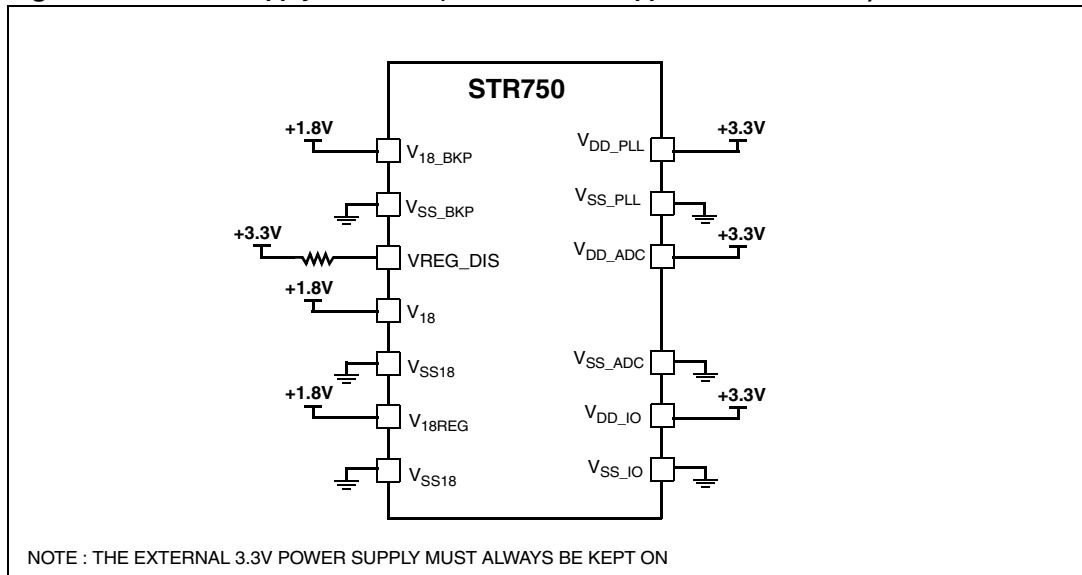 STR750
+1.8V
V18_BKP
VSS_BKP
+3.3V
VREG_DIS
+1.8V
V18
VSS18
+1.8V
V18REG
VSS18
VDD_PLL
+3.3V
VSS_PLL
VDD_ADC
+3.3V
VSS_ADC
VDD_IO
+3.3V
VSS_IO
NOTE : THE EXTERNAL 3.3V POWER SUPPLY MUST ALWAYS BE KEPT ON